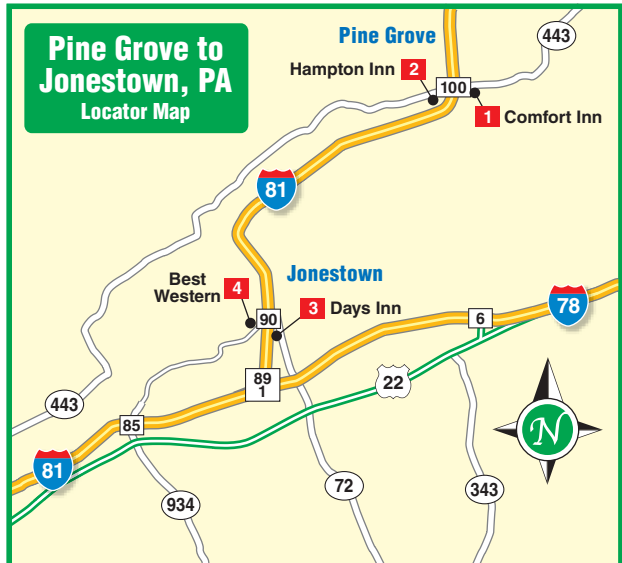 Pine Grove to
Jonestown, PA
Locator Map
Pine Grove
443
Hampton Inn 2
100
1 Comfort Inn
81
Jonestown
Best
Western 4
90
3 Days Inn
6
78
89
1
22
443
85
N
81
934
72
343